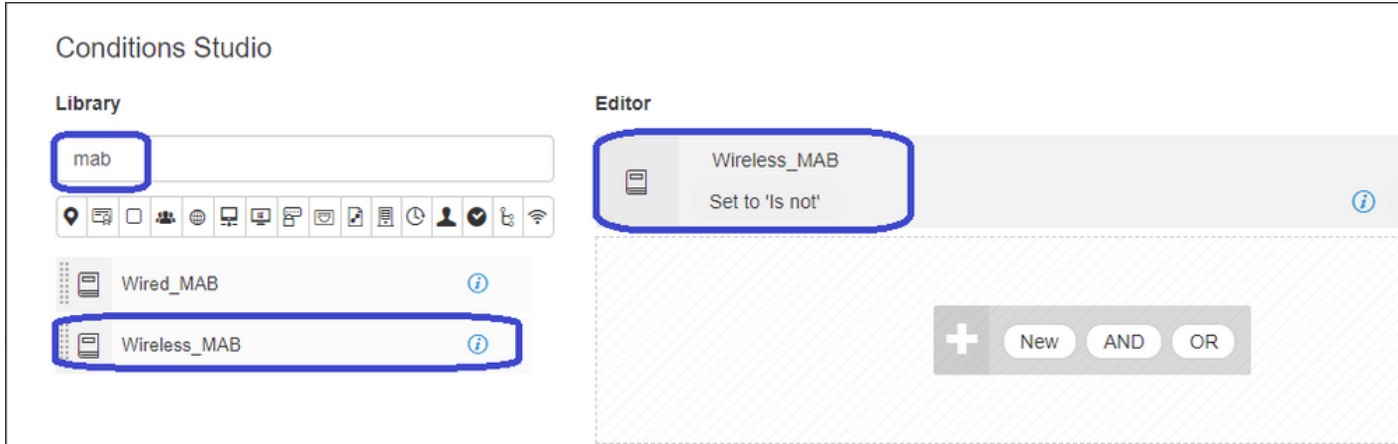 Conditions Studio
Library
mab
Wired_MAB
Wireless_MAB
Editor
Wireless_MAB
Set to 'Is not'
New AND OR